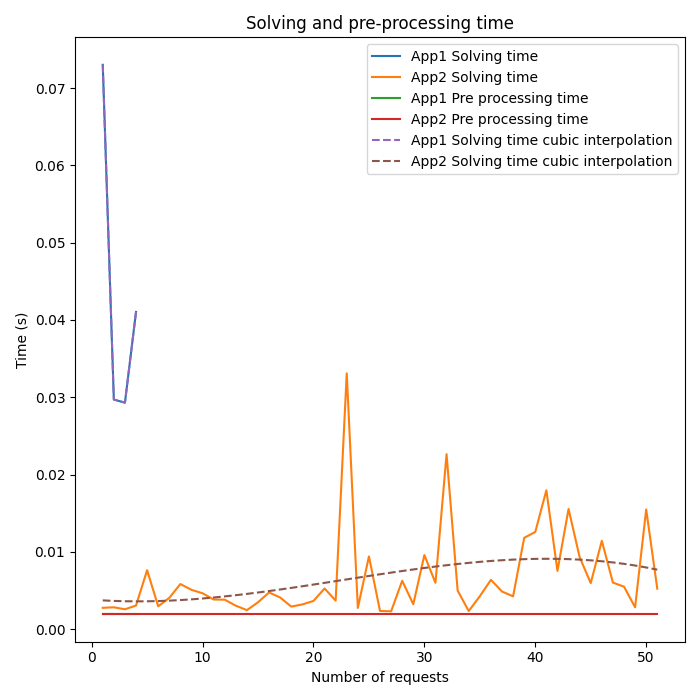 Solving and pre-processing time
App1 Solving time
App2 Solving time
App1 Pre processing time
App2 Pre processing time
App1 Solving time cubic interpolation
App2 Solving time cubic interpolation
Time (s)
0.07
0.06
0.05
0.04
0.03
0.02
0.01
0.00
0 10 20 30 40 50
Number of requests